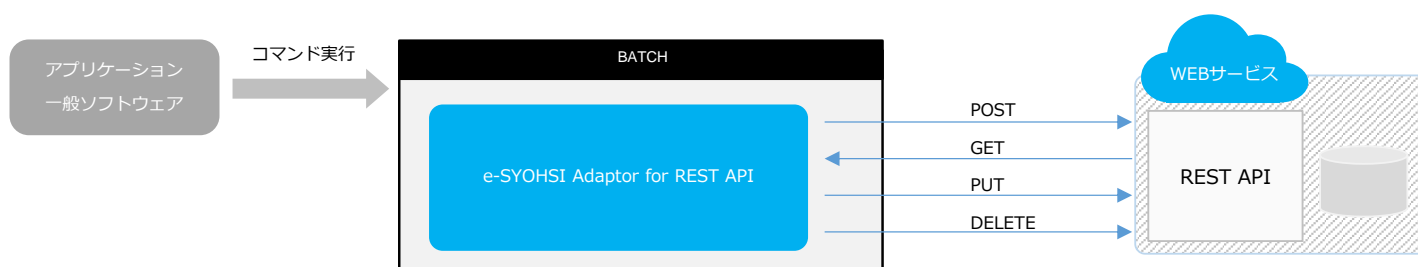 アプリケーション
一般ソフトウェア
コマンド実行
BATCH
e-SYOHSI Adaptor for REST API
POST
GET
PUT
DELETE
WEBサービス
REST API